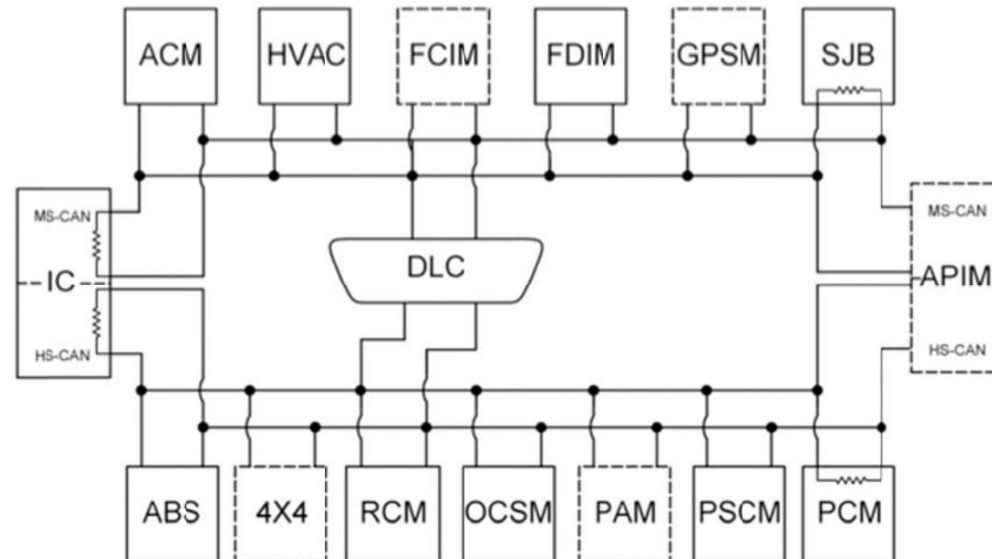 ACM
HVAC
FCIM
FDIM
GPSM
SJB
MS-CAN
IC
HS-CAN
DLC
MS-CAN
APIM
HS-CAN
ABS
4X4
RCM
OCSM
PAM
PSCM
PCM